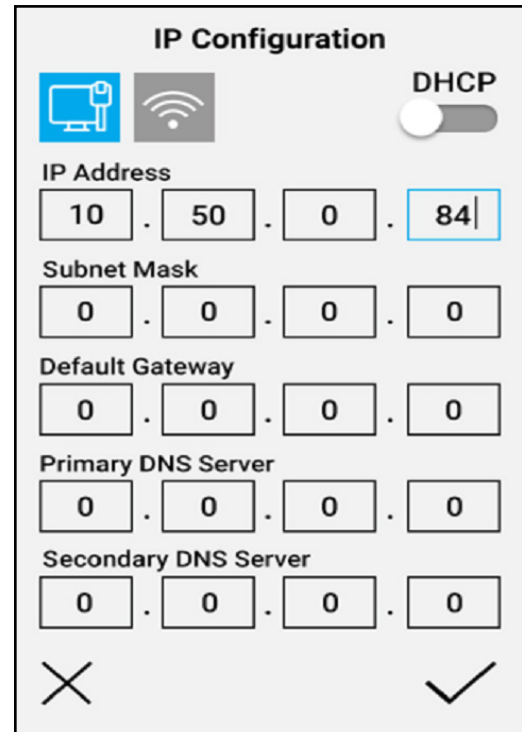 IP Configuration
DHCP
IP Address
10 . 50 . 0 . 84
Subnet Mask
0 . 0 . 0 . 0
Default Gateway
0 . 0 . 0 . 0
Primary DNS Server
0 . 0 . 0 . 0
Secondary DNS Server
0 . 0 . 0 . 0